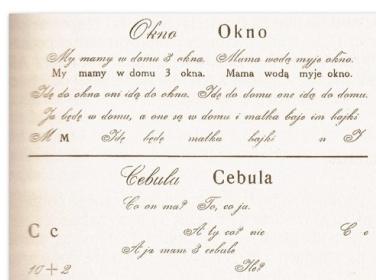 Okno Okno
My mamy w domu 3 okna. Mama wodą myje okno.
My mamy w domu 3 okna. Mama wodą myje okno.
Idę do okna oni idą do okna. Idę do domu one idą do domu.
Ja będę w domu, a one są w domu i matka baje im bajki
M M Idę będę matka bajki n I
Cebula Cebula
Co on ma? To, co ja.
C c A ty co? nic C c
A ja mam 3 cebule
10+2 Ile?